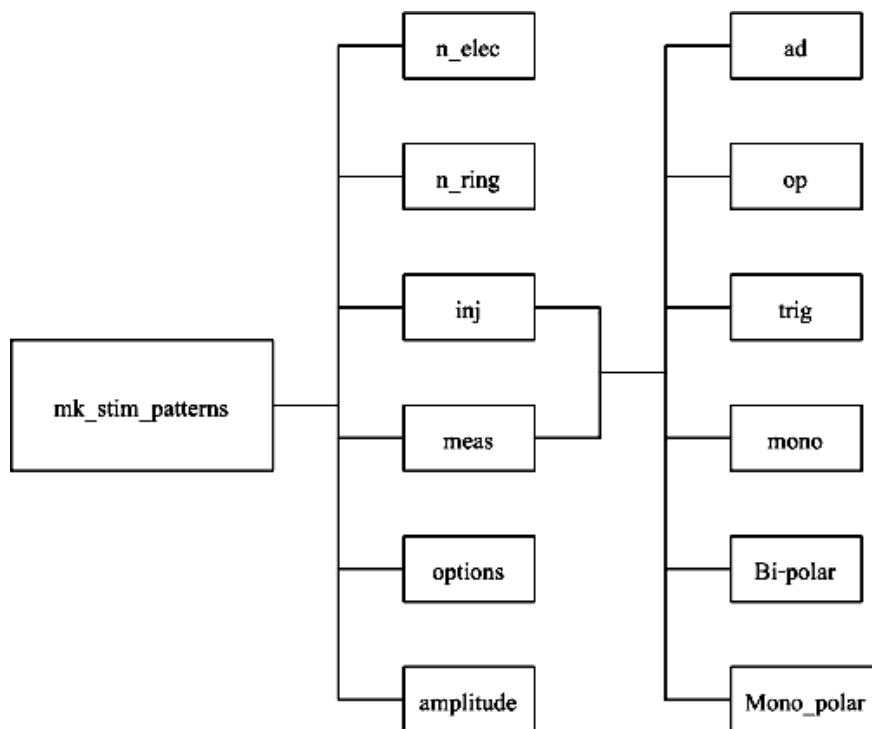 mk_stim_patterns
n_elec
n_ring
inj
meas
options
amplitude
ad
op
trig
mono
Bi-polar
Mono_polar